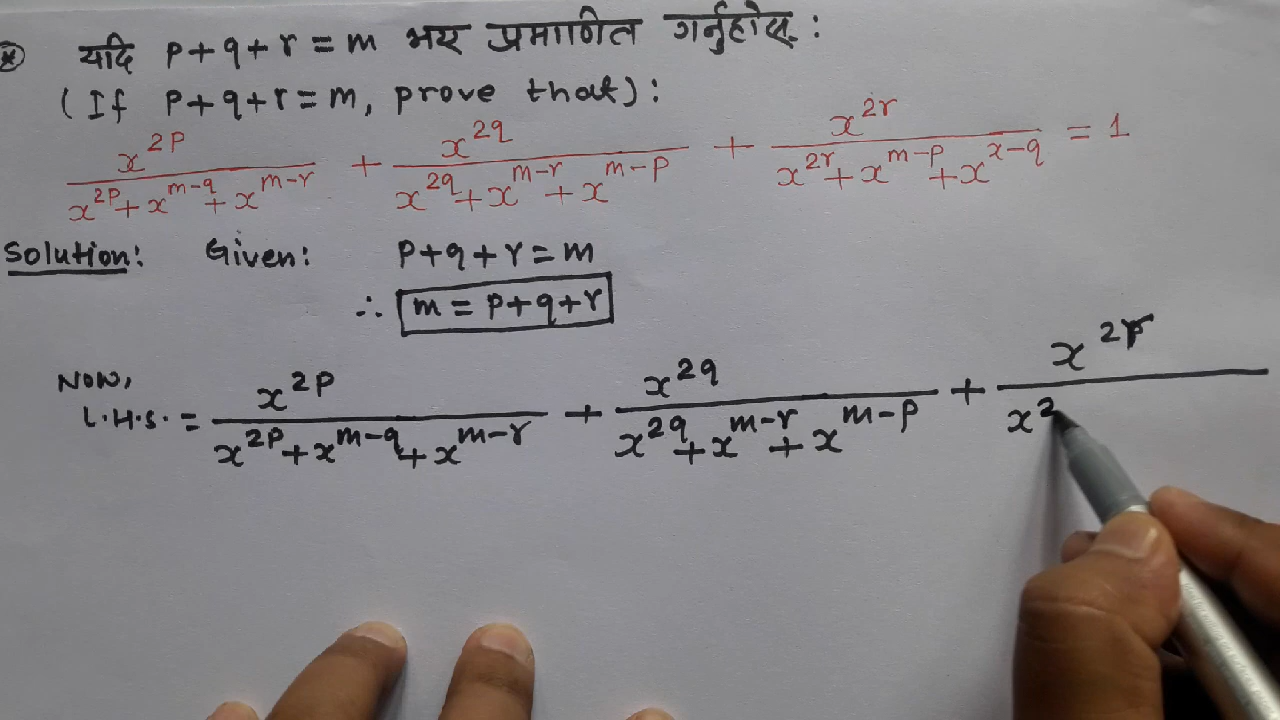 * यदि p+q+r=m भए प्रमाणित गर्नुहोस् :
(If p+q+r=m, prove that):
x^2p / (x^2p + x^m-q + x^m-r) + x^2q / (x^2q + x^m-r + x^m-p) + x^2r / (x^2r + x^m-p + x^x-q) = 1
Solution: Given: p+q+r=m
∴ m = p+q+r
Now,
L.H.S. = x^2p / (x^2p + x^m-q + x^m-r) + x^2q / (x^2q + x^m-r + x^m-p) + x^2r / x^2